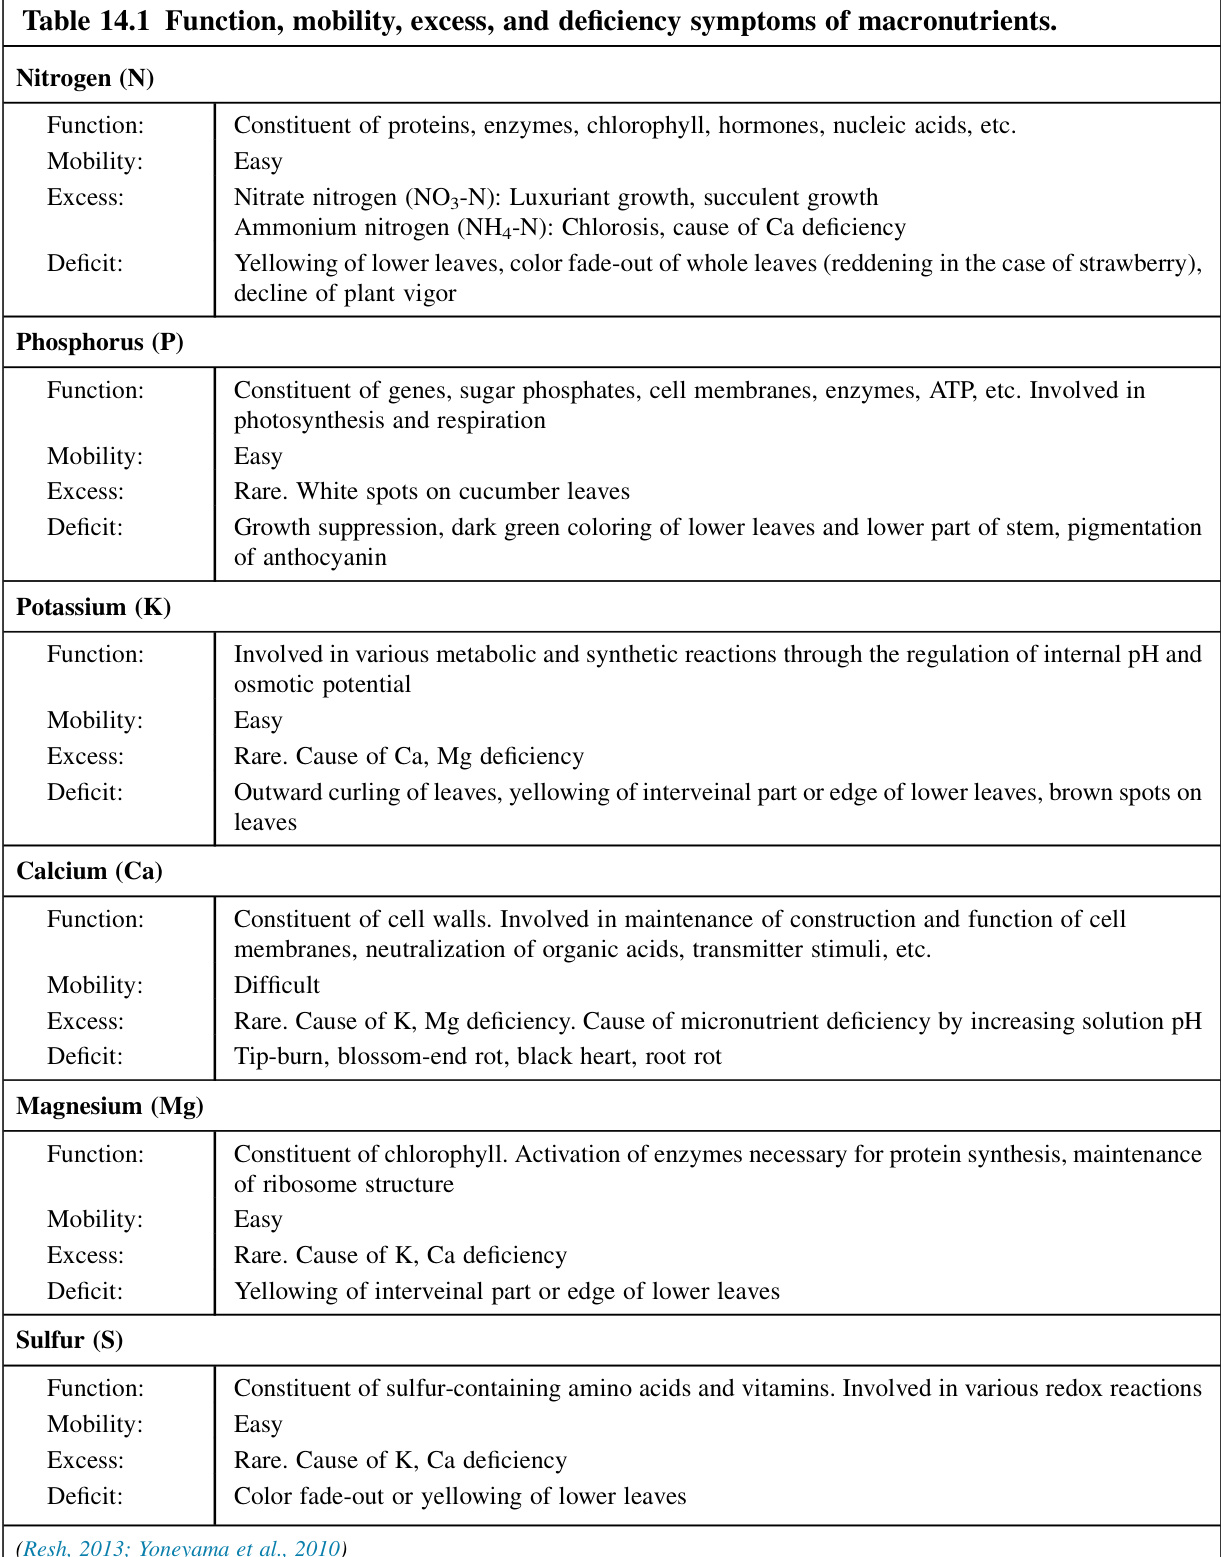 Table 14.1 Function, mobility, excess, and deficiency symptoms of macronutrients.
Nitrogen (N)
Function: Constituent of proteins, enzymes, chlorophyll, hormones, nucleic acids, etc.
Mobility: Easy
Excess: Nitrate nitrogen (NO₃-N): Luxuriant growth, succulent growth
Ammonium nitrogen (NH₄-N): Chlorosis, cause of Ca deficiency
Deficit: Yellowing of lower leaves, color fade-out of whole leaves (reddening in the case of strawberry),
decline of plant vigor
Phosphorus (P)
Function: Constituent of genes, sugar phosphates, cell membranes, enzymes, ATP, etc. Involved in
photosynthesis and respiration
Mobility: Easy
Excess: Rare. White spots on cucumber leaves
Deficit: Growth suppression, dark green coloring of lower leaves and lower part of stem, pigmentation
of anthocyanin
Potassium (K)
Function: Involved in various metabolic and synthetic reactions through the regulation of internal pH and
osmotic potential
Mobility: Easy
Excess: Rare. Cause of Ca, Mg deficiency
Deficit: Outward curling of leaves, yellowing of interveinal part or edge of lower leaves, brown spots on
leaves
Calcium (Ca)
Function: Constituent of cell walls. Involved in maintenance of construction and function of cell
membranes, neutralization of organic acids, transmitter stimuli, etc.
Mobility: Difficult
Excess: Rare. Cause of K, Mg deficiency. Cause of micronutrient deficiency by increasing solution pH
Deficit: Tip-burn, blossom-end rot, black heart, root rot
Magnesium (Mg)
Function: Constituent of chlorophyll. Activation of enzymes necessary for protein synthesis, maintenance
of ribosome structure
Mobility: Easy
Excess: Rare. Cause of K, Ca deficiency
Deficit: Yellowing of interveinal part or edge of lower leaves
Sulfur (S)
Function: Constituent of sulfur-containing amino acids and vitamins. Involved in various redox reactions
Mobility: Easy
Excess: Rare. Cause of K, Ca deficiency
Deficit: Color fade-out or yellowing of lower leaves
(Resh, 2013; Yoneyama et al., 2010)